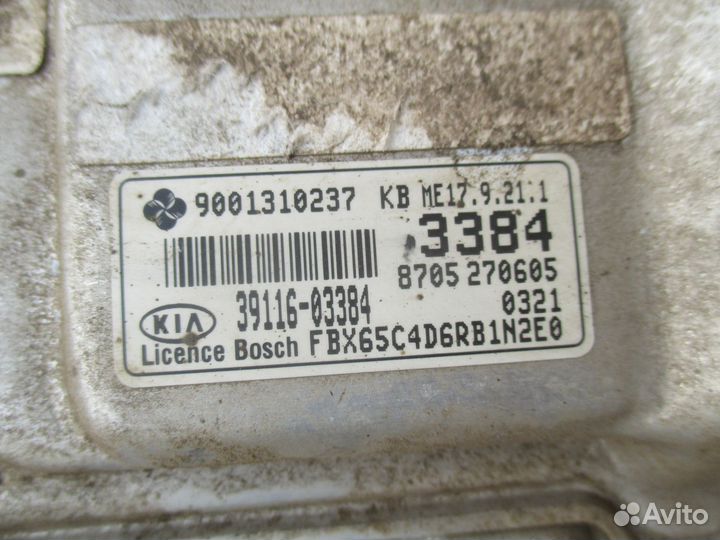 9001310237 KB ME17.9.21.1
3384
8705 270605
39116-03384 0321
KIA
Licence Bosch FBX65C4D6RB1N2E0
Avito